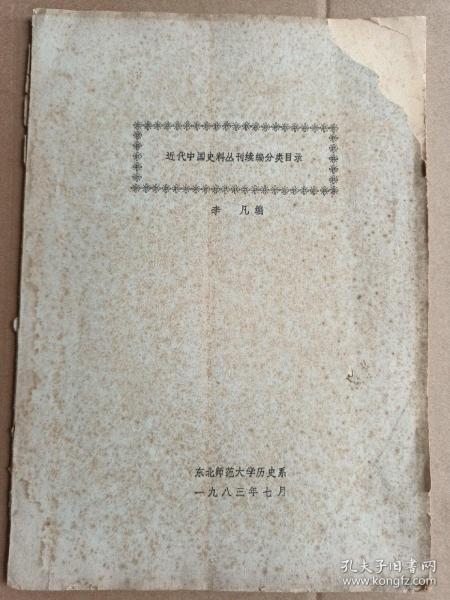 近代中国史料丛刊续编分类目录
李 凡编
东北师范大学历史系
一九八三年七月
孔夫子旧书网
www.kongfz.com